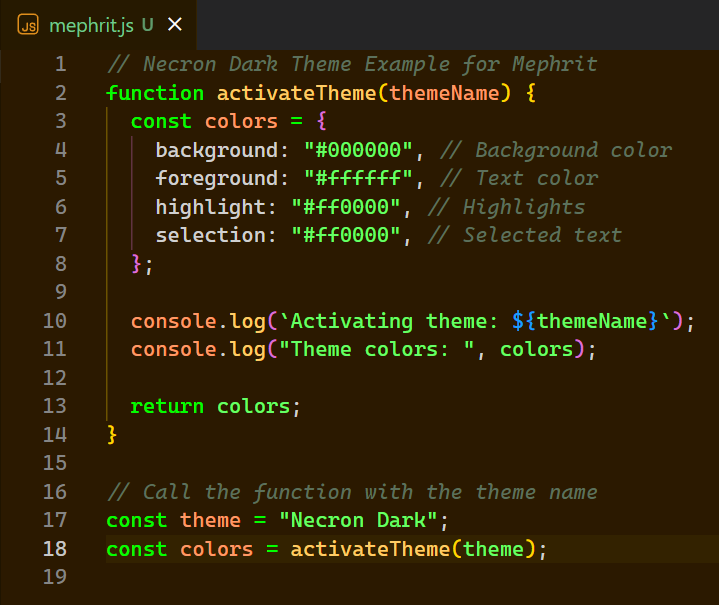 JS mephrit.js U ×
1 // Necron Dark Theme Example for Mephrit
2 function activateTheme(themeName) {
3   const colors = {
4     background: "#000000", // Background color
5     foreground: "#ffffff", // Text color
6     highlight: "#ff0000", // Highlights
7     selection: "#ff0000", // Selected text
8   };
9
10   console.log(`Activating theme: ${themeName}`);
11   console.log("Theme colors: ", colors);
12
13   return colors;
14 }
15
16 // Call the function with the theme name
17 const theme = "Necron Dark";
18 const colors = activateTheme(theme);
19